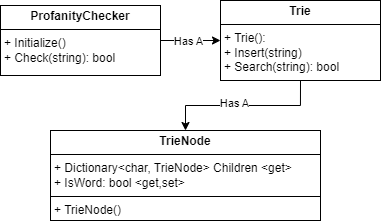 ProfanityChecker
+ Initialize()
+ Check(string): bool
Has A
Trie
+ Trie():
+ Insert(string)
+ Search(string): bool
Has A
TrieNode
+ Dictionary<char, TrieNode> Children <get>
+ IsWord: bool <get,set>
+ TrieNode()